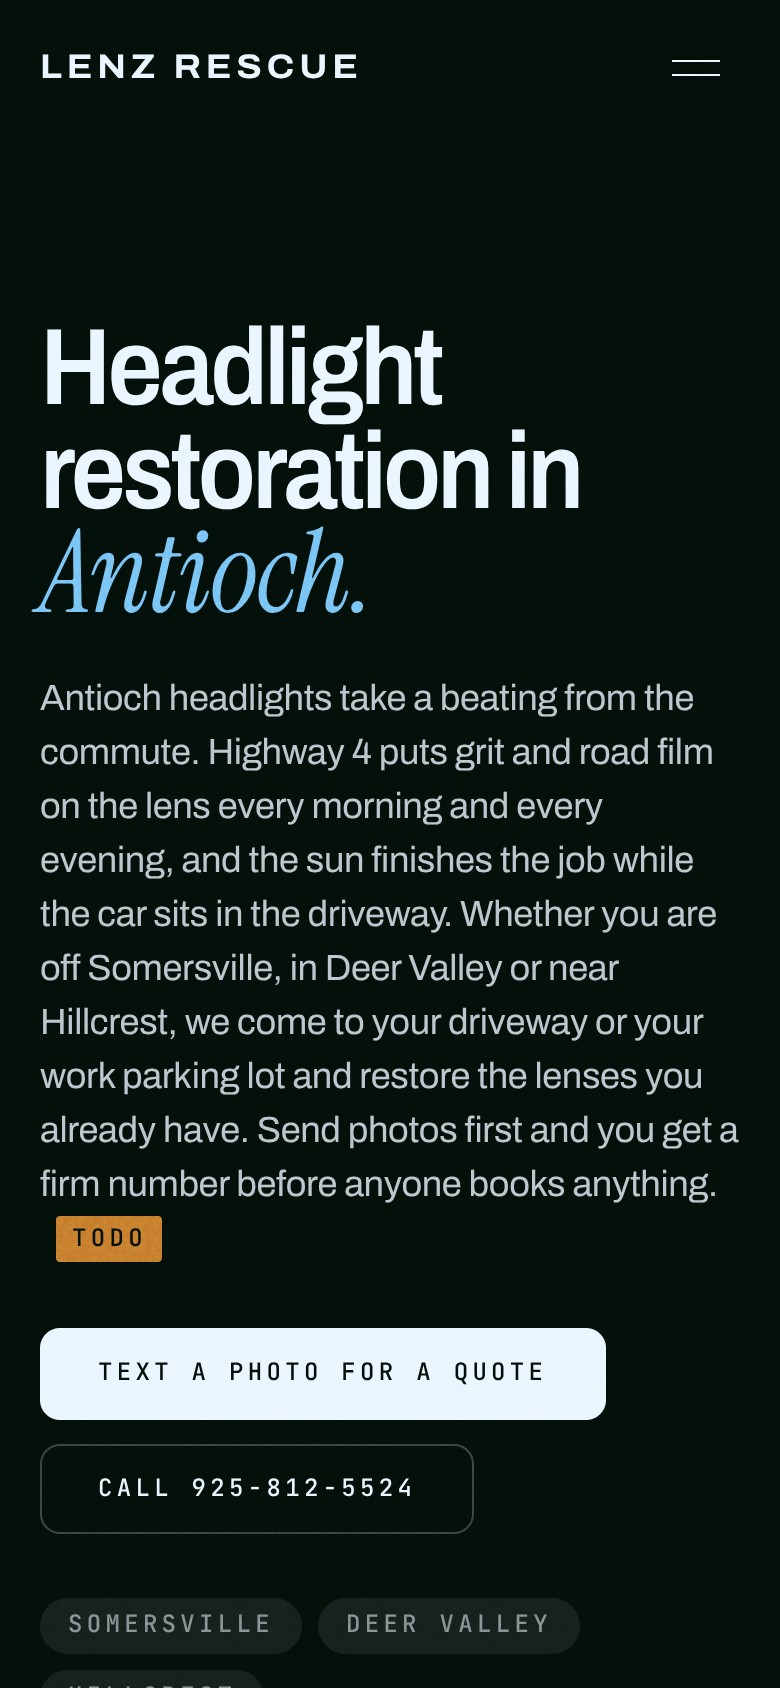 LENZ RESCUE
Headlight
restoration in
Antioch.
Antioch headlights take a beating from the
commute. Highway 4 puts grit and road film
on the lens every morning and every
evening, and the sun finishes the job while
the car sits in the driveway. Whether you are
off Somersville, in Deer Valley or near
Hillcrest, we come to your driveway or your
work parking lot and restore the lenses you
already have. Send photos first and you get a
firm number before anyone books anything.
TODO
TEXT A PHOTO FOR A QUOTE
CALL 925-812-5524
SOMERSVILLE DEER VALLEY